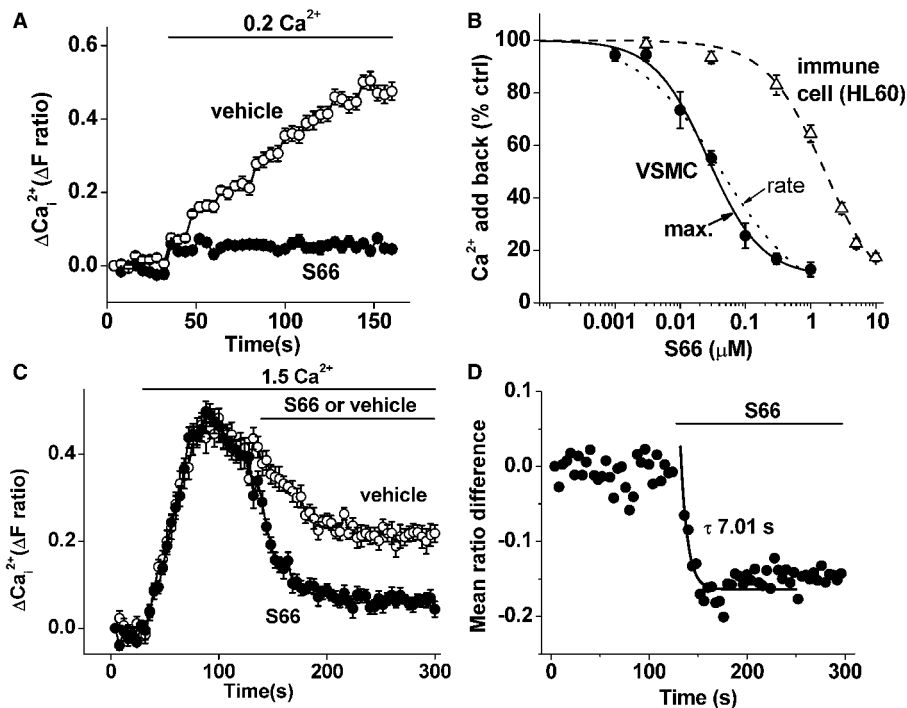 A
0.2 Ca²⁺
0.6
0.4
0.2
0.0
ΔCaᵢ²⁺(ΔF ratio)
vehicle
S66
0
50
100
150
Time(s)
B
100
80
60
40
20
0
Ca²⁺ add back (% ctrl)
immune
cell (HL60)
VSMC
rate
max.
0.001
0.01
0.1
1
10
S66 (μM)
C
1.5 Ca²⁺
S66 or vehicle
0.4
0.2
0.0
ΔCaᵢ²⁺(ΔF ratio)
vehicle
S66
0
100
200
300
Time(s)
D
S66
0.1
0.0
-0.1
-0.2
Mean ratio difference
τ 7.01 s
0
100
200
300
Time (s)